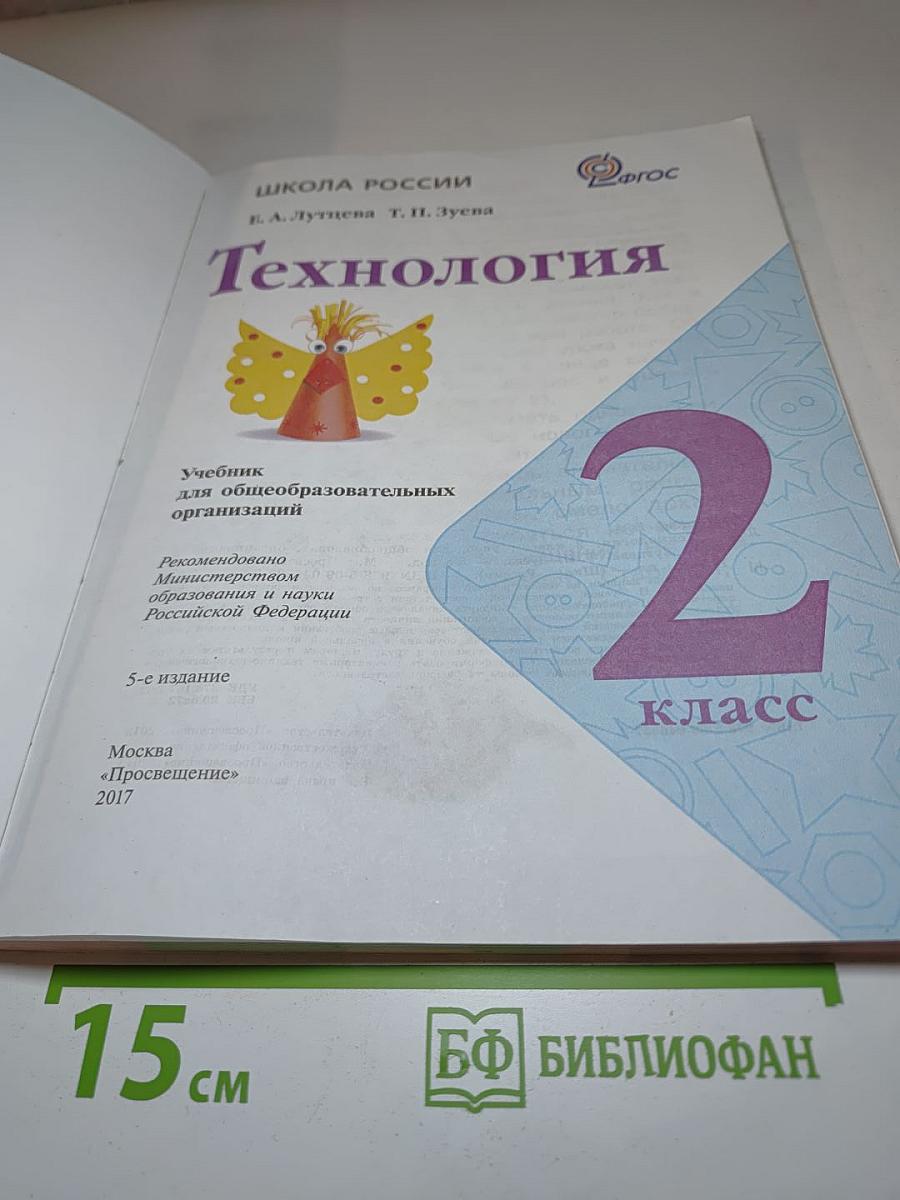 ШКОЛА РОССИИ
ФГОС
Е. А. Лутцева Т. П. Зуева
Технология
2
класс
Учебник
для общеобразовательных
организаций
Рекомендовано
Министерством
образования и науки
Российской Федерации
5-е издание
Москва
«Просвещение»
2017
15 см
БФ БИБЛИОФАН